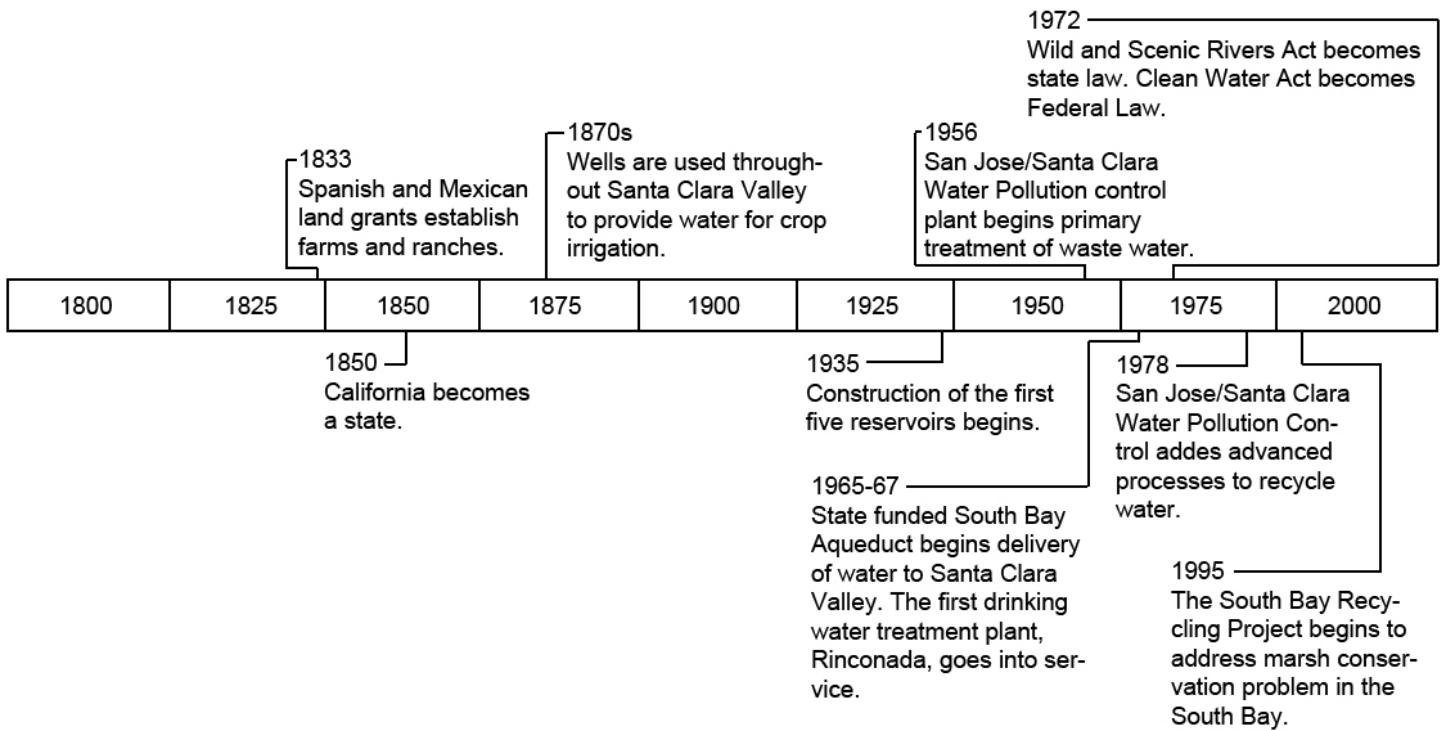 1972
Wild and Scenic Rivers Act becomes
state law. Clean Water Act becomes
Federal Law.
1833
Spanish and Mexican
land grants establish
farms and ranches.
1870s
Wells are used through-
out Santa Clara Valley
to provide water for crop
irrigation.
1956
San Jose/Santa Clara
Water Pollution control
plant begins primary
treatment of waste water.
1800 1825 1850 1875 1900 1925 1950 1975 2000
1850
California becomes
a state.
1935
Construction of the first
five reservoirs begins.
1965-67
State funded South Bay
Aqueduct begins delivery
of water to Santa Clara
Valley. The first drinking
water treatment plant,
Rinconada, goes into ser-
vice.
1978
San Jose/Santa Clara
Water Pollution Con-
trol addes advanced
processes to recycle
water.
1995
The South Bay Recy-
cling Project begins to
address marsh conser-
vation problem in the
South Bay.